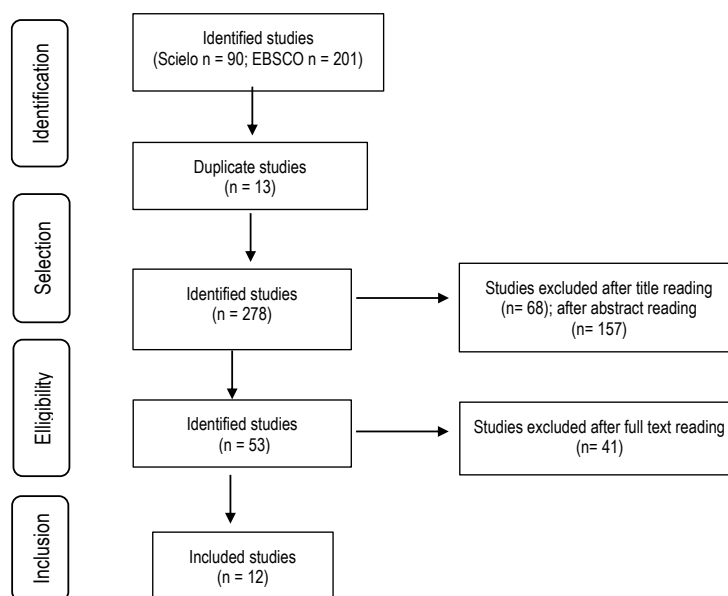 Identification
Identified studies
(Scielo n = 90; EBSCO n = 201)
Duplicate studies
(n = 13)
Selection
Identified studies
(n = 278)
Studies excluded after title reading
(n= 68); after abstract reading
(n= 157)
Elligibility
Identified studies
(n = 53)
Studies excluded after full text reading
(n= 41)
Inclusion
Included studies
(n = 12)